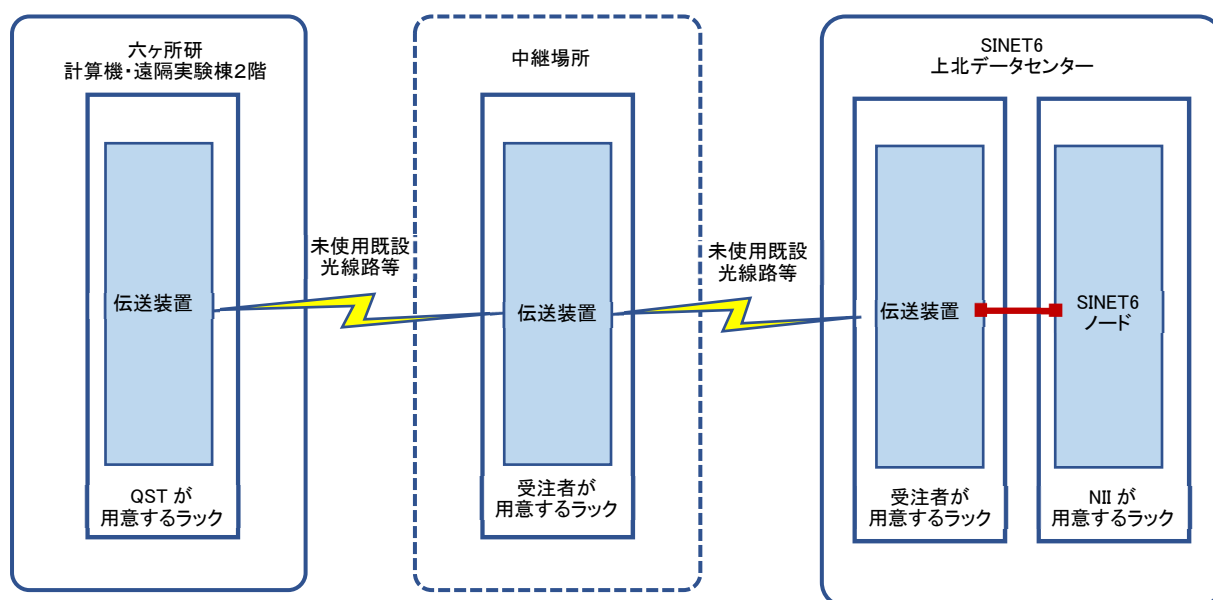 六ヶ所研
計算機・遠隔実験棟２階
伝送装置
QST が
用意するラック
未使用既設
光線路等
中継場所
伝送装置
受注者が
用意するラック
未使用既設
光線路等
SINET6
上北データセンター
伝送装置
受注者が
用意するラック
SINET6
ノード
NII が
用意するラック